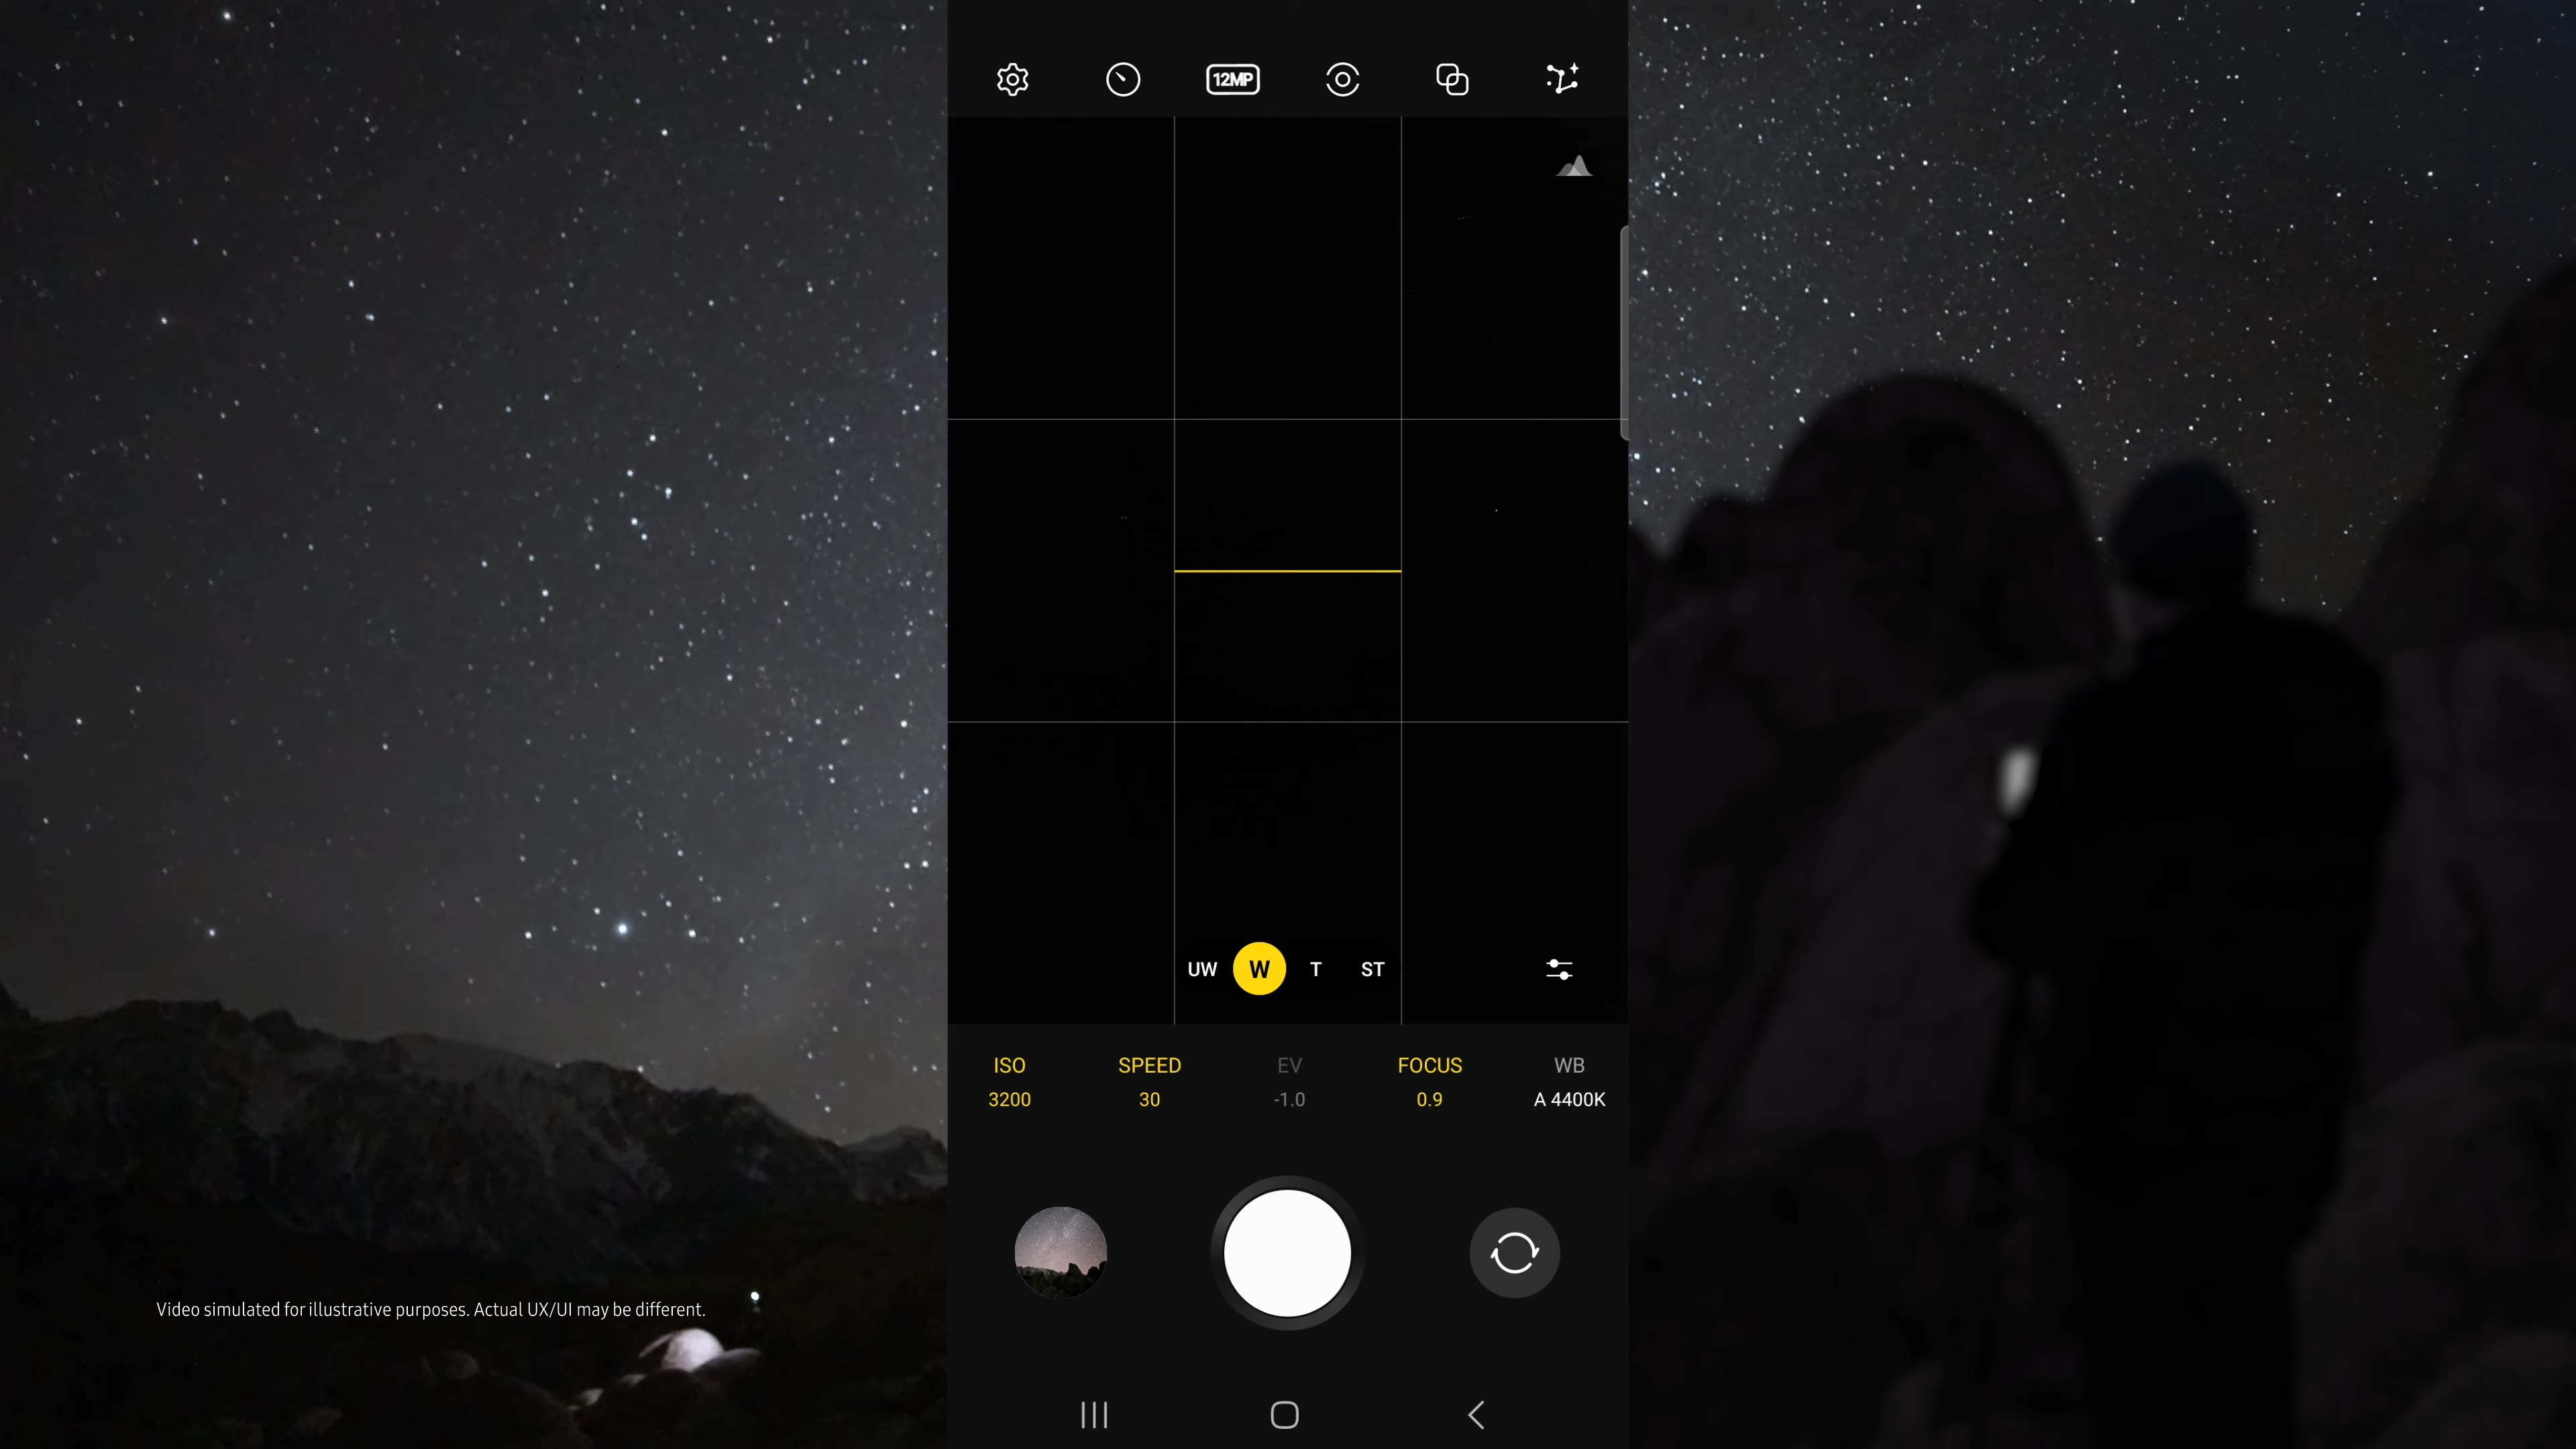 12MP
UW W T ST
ISO SPEED EV FOCUS WB
3200 30 -1.0 0.9 A 4400K
Video simulated for illustrative purposes. Actual UX/UI may be different.